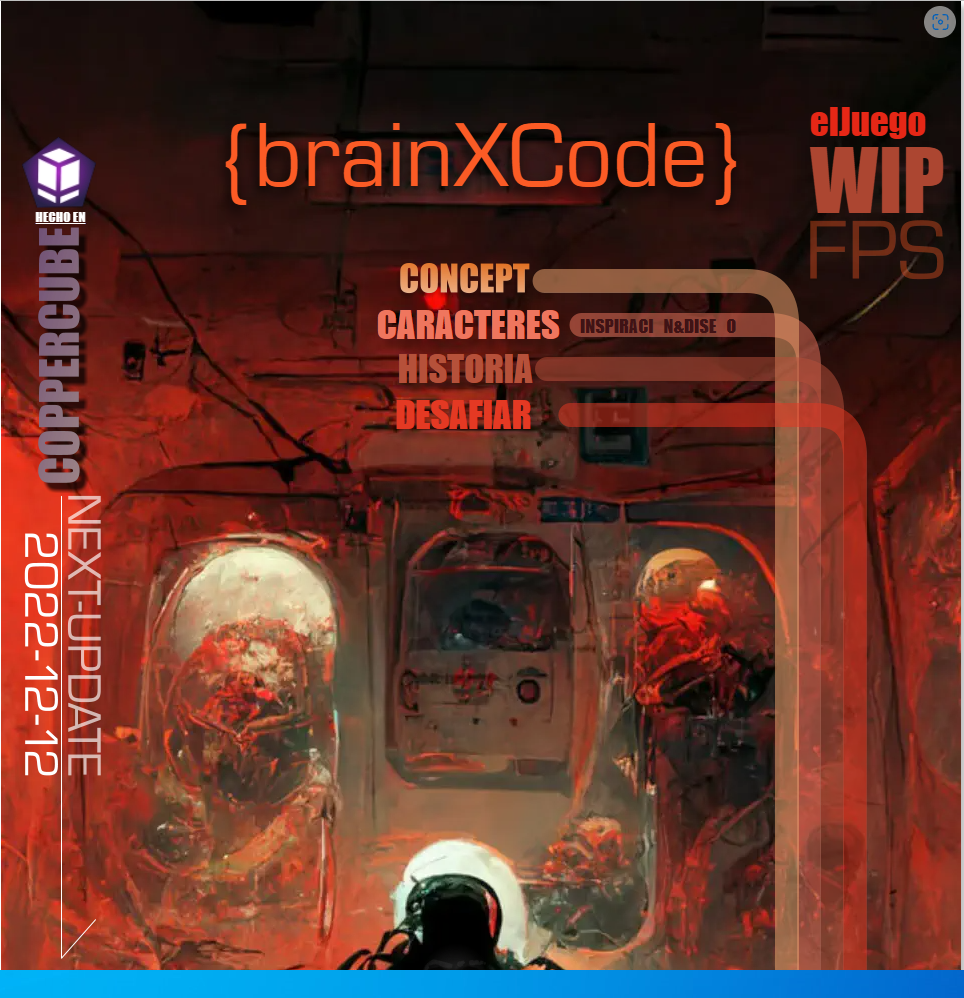 {brainXCode}
elJuego
WIP
FPS
HECHO EN
COPPERCUBE
CONCEPT
CARACTERES
INSPIRACI N&DISE O
HISTORIA
DESAFIAR
NEXT-UPDATE
2022-12-12